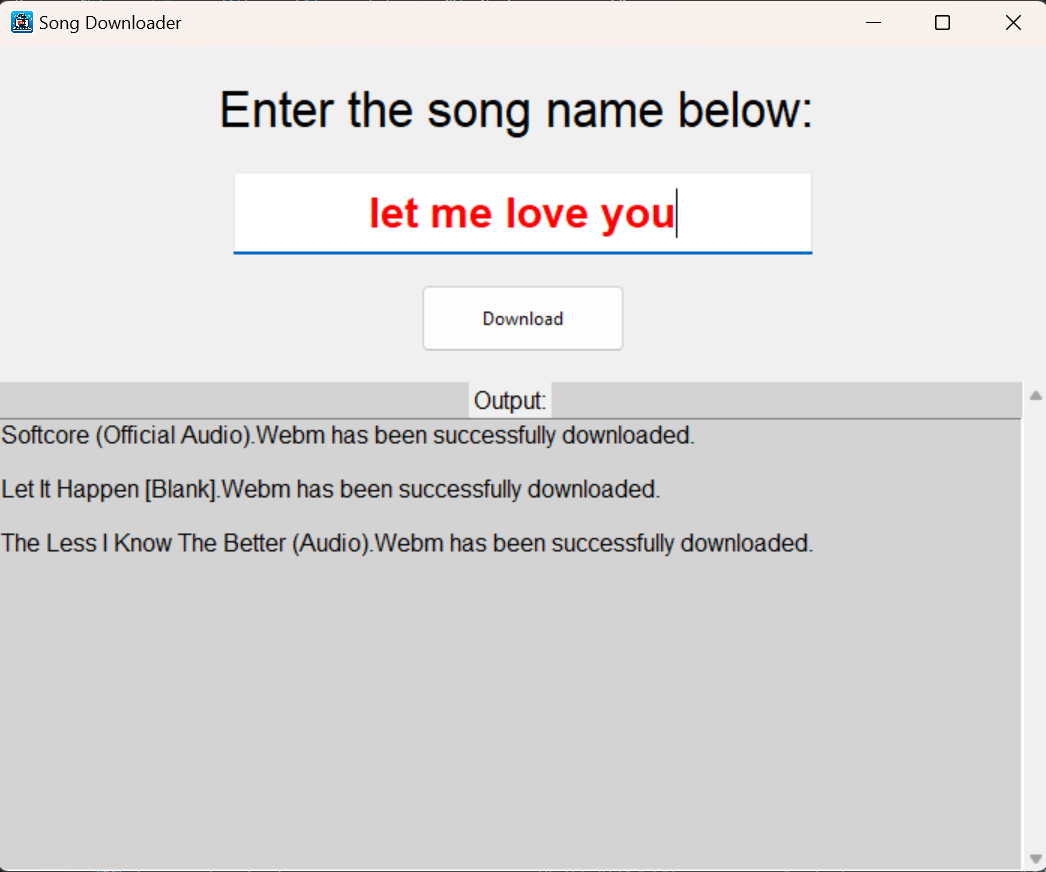 Song Downloader
Enter the song name below:
let me love you
Download
Output:
Softcore (Official Audio).Webm has been successfully downloaded.
Let It Happen [Blank].Webm has been successfully downloaded.
The Less I Know The Better (Audio).Webm has been successfully downloaded.